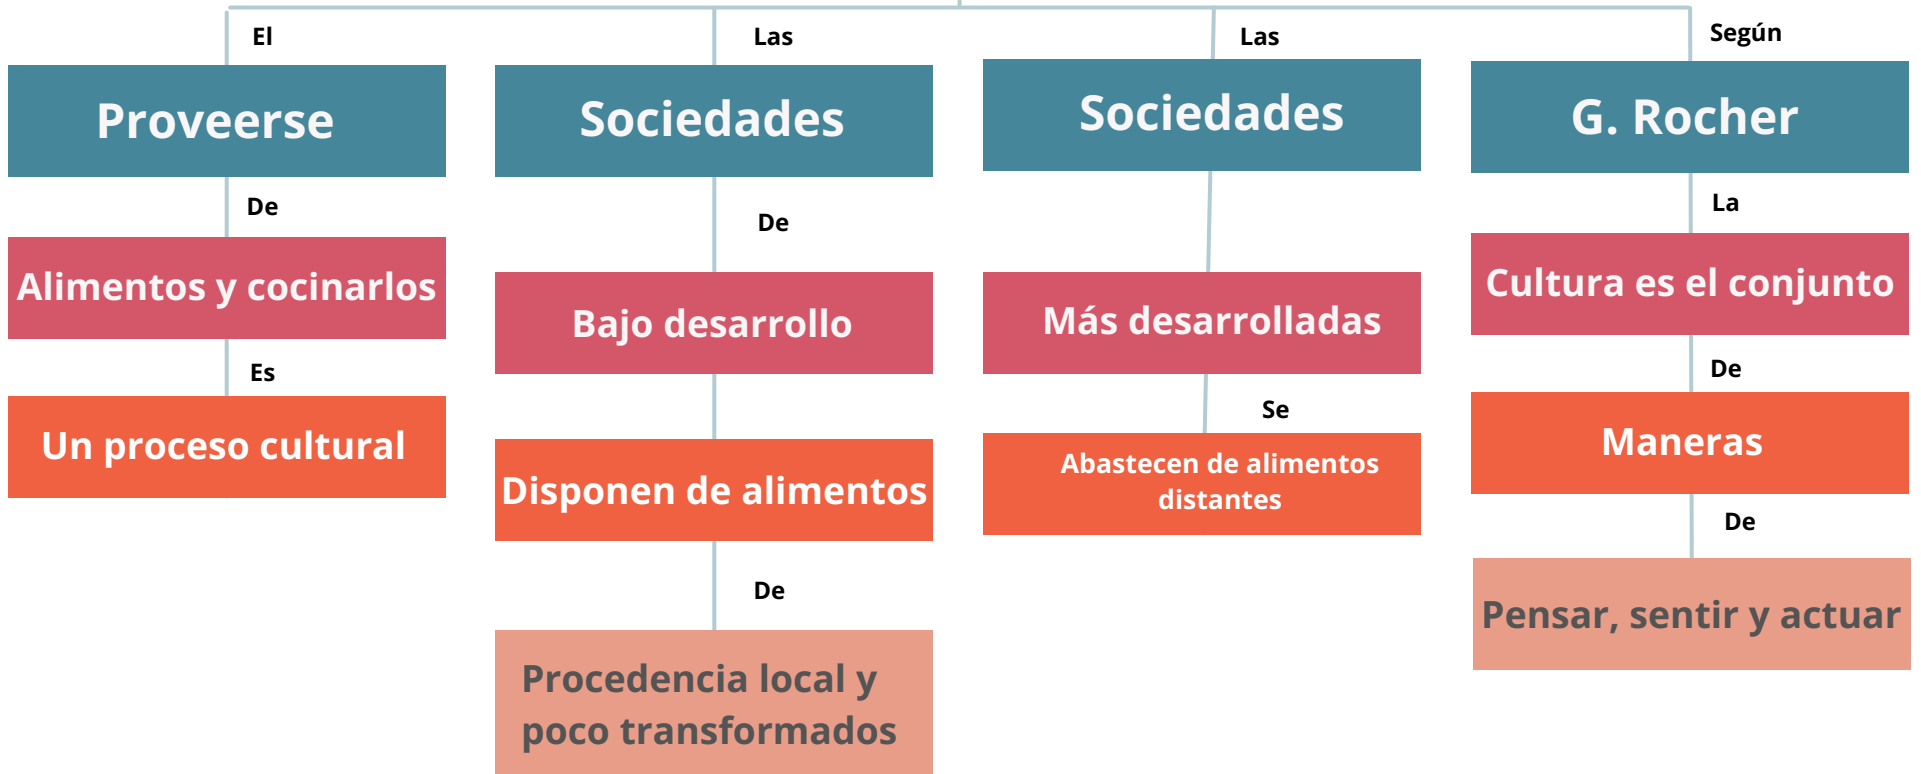 El
Proveerse
De
Alimentos y cocinarlos
Es
Un proceso cultural
Las
Sociedades
De
Bajo desarrollo
Disponen de alimentos
De
Procedencia local y
poco transformados
Las
Sociedades
Más desarrolladas
Se
Abastecen de alimentos
distantes
Según
G. Rocher
La
Cultura es el conjunto
De
Maneras
De
Pensar, sentir y actuar